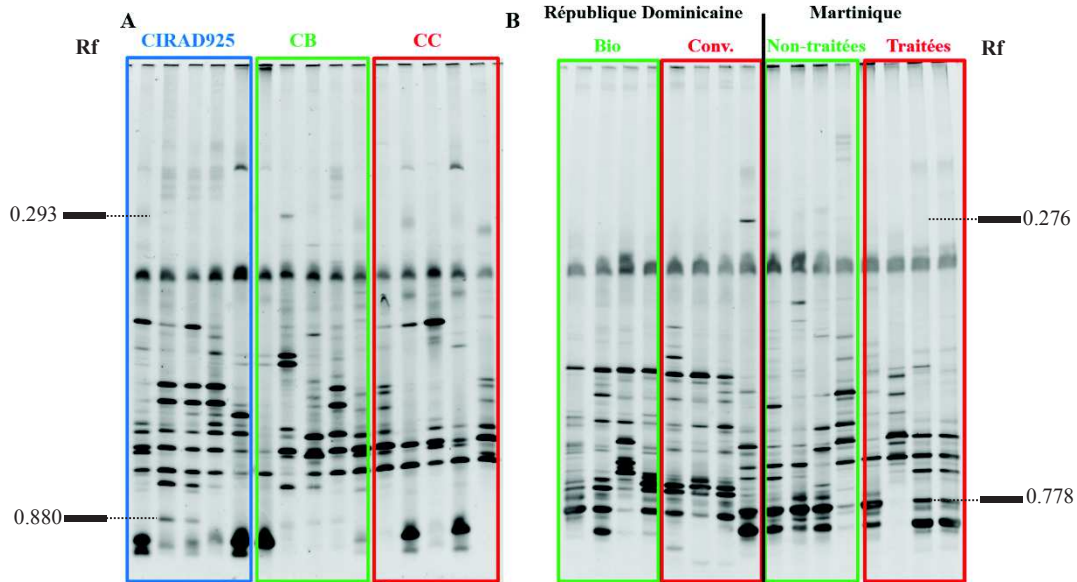 A
B
République Dominicaine
Martinique
Rf
CIRAD925
CB
CC
Bio
Conv.
Non-traitées
Traitées
Rf
0.293
0.276
0.880
0.778